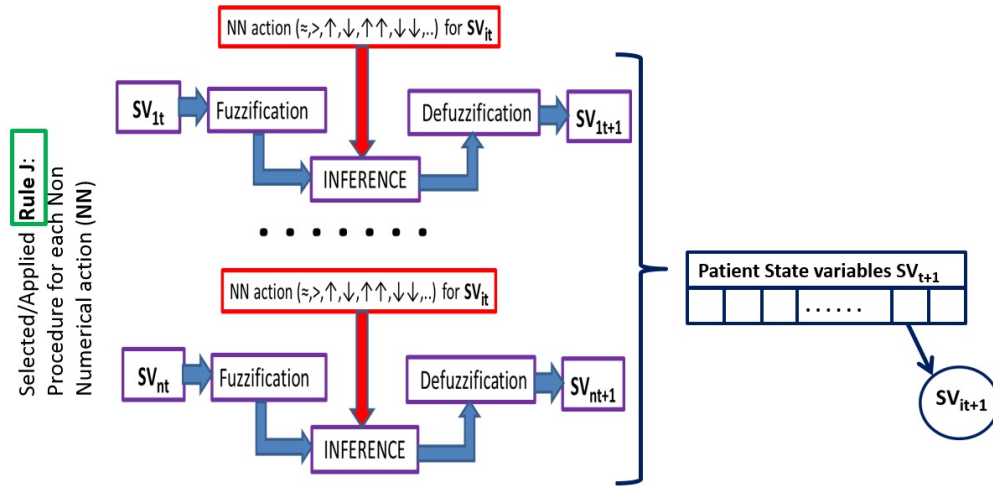 Selected/Applied Rule J:
Procedure for each Non
Numerical action (NN)
NN action (≈,>,↑,↓,↑↑,↓↓,..) for SVit
SV1t
Fuzzification
INFERENCE
Defuzzification
SV1t+1
. . . . . . .
NN action (≈,>,↑,↓,↑↑,↓↓,..) for SVit
SVnt
Fuzzification
INFERENCE
Defuzzification
SVnt+1
Patient State variables SVt+1
......
SVit+1